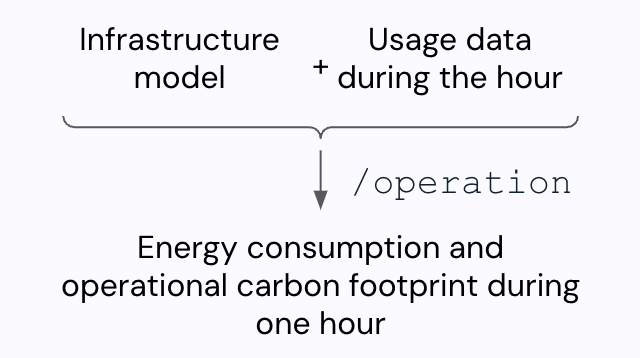 Infrastructure
model
+
Usage data
during the hour
/operation
Energy consumption and
operational carbon footprint during
one hour